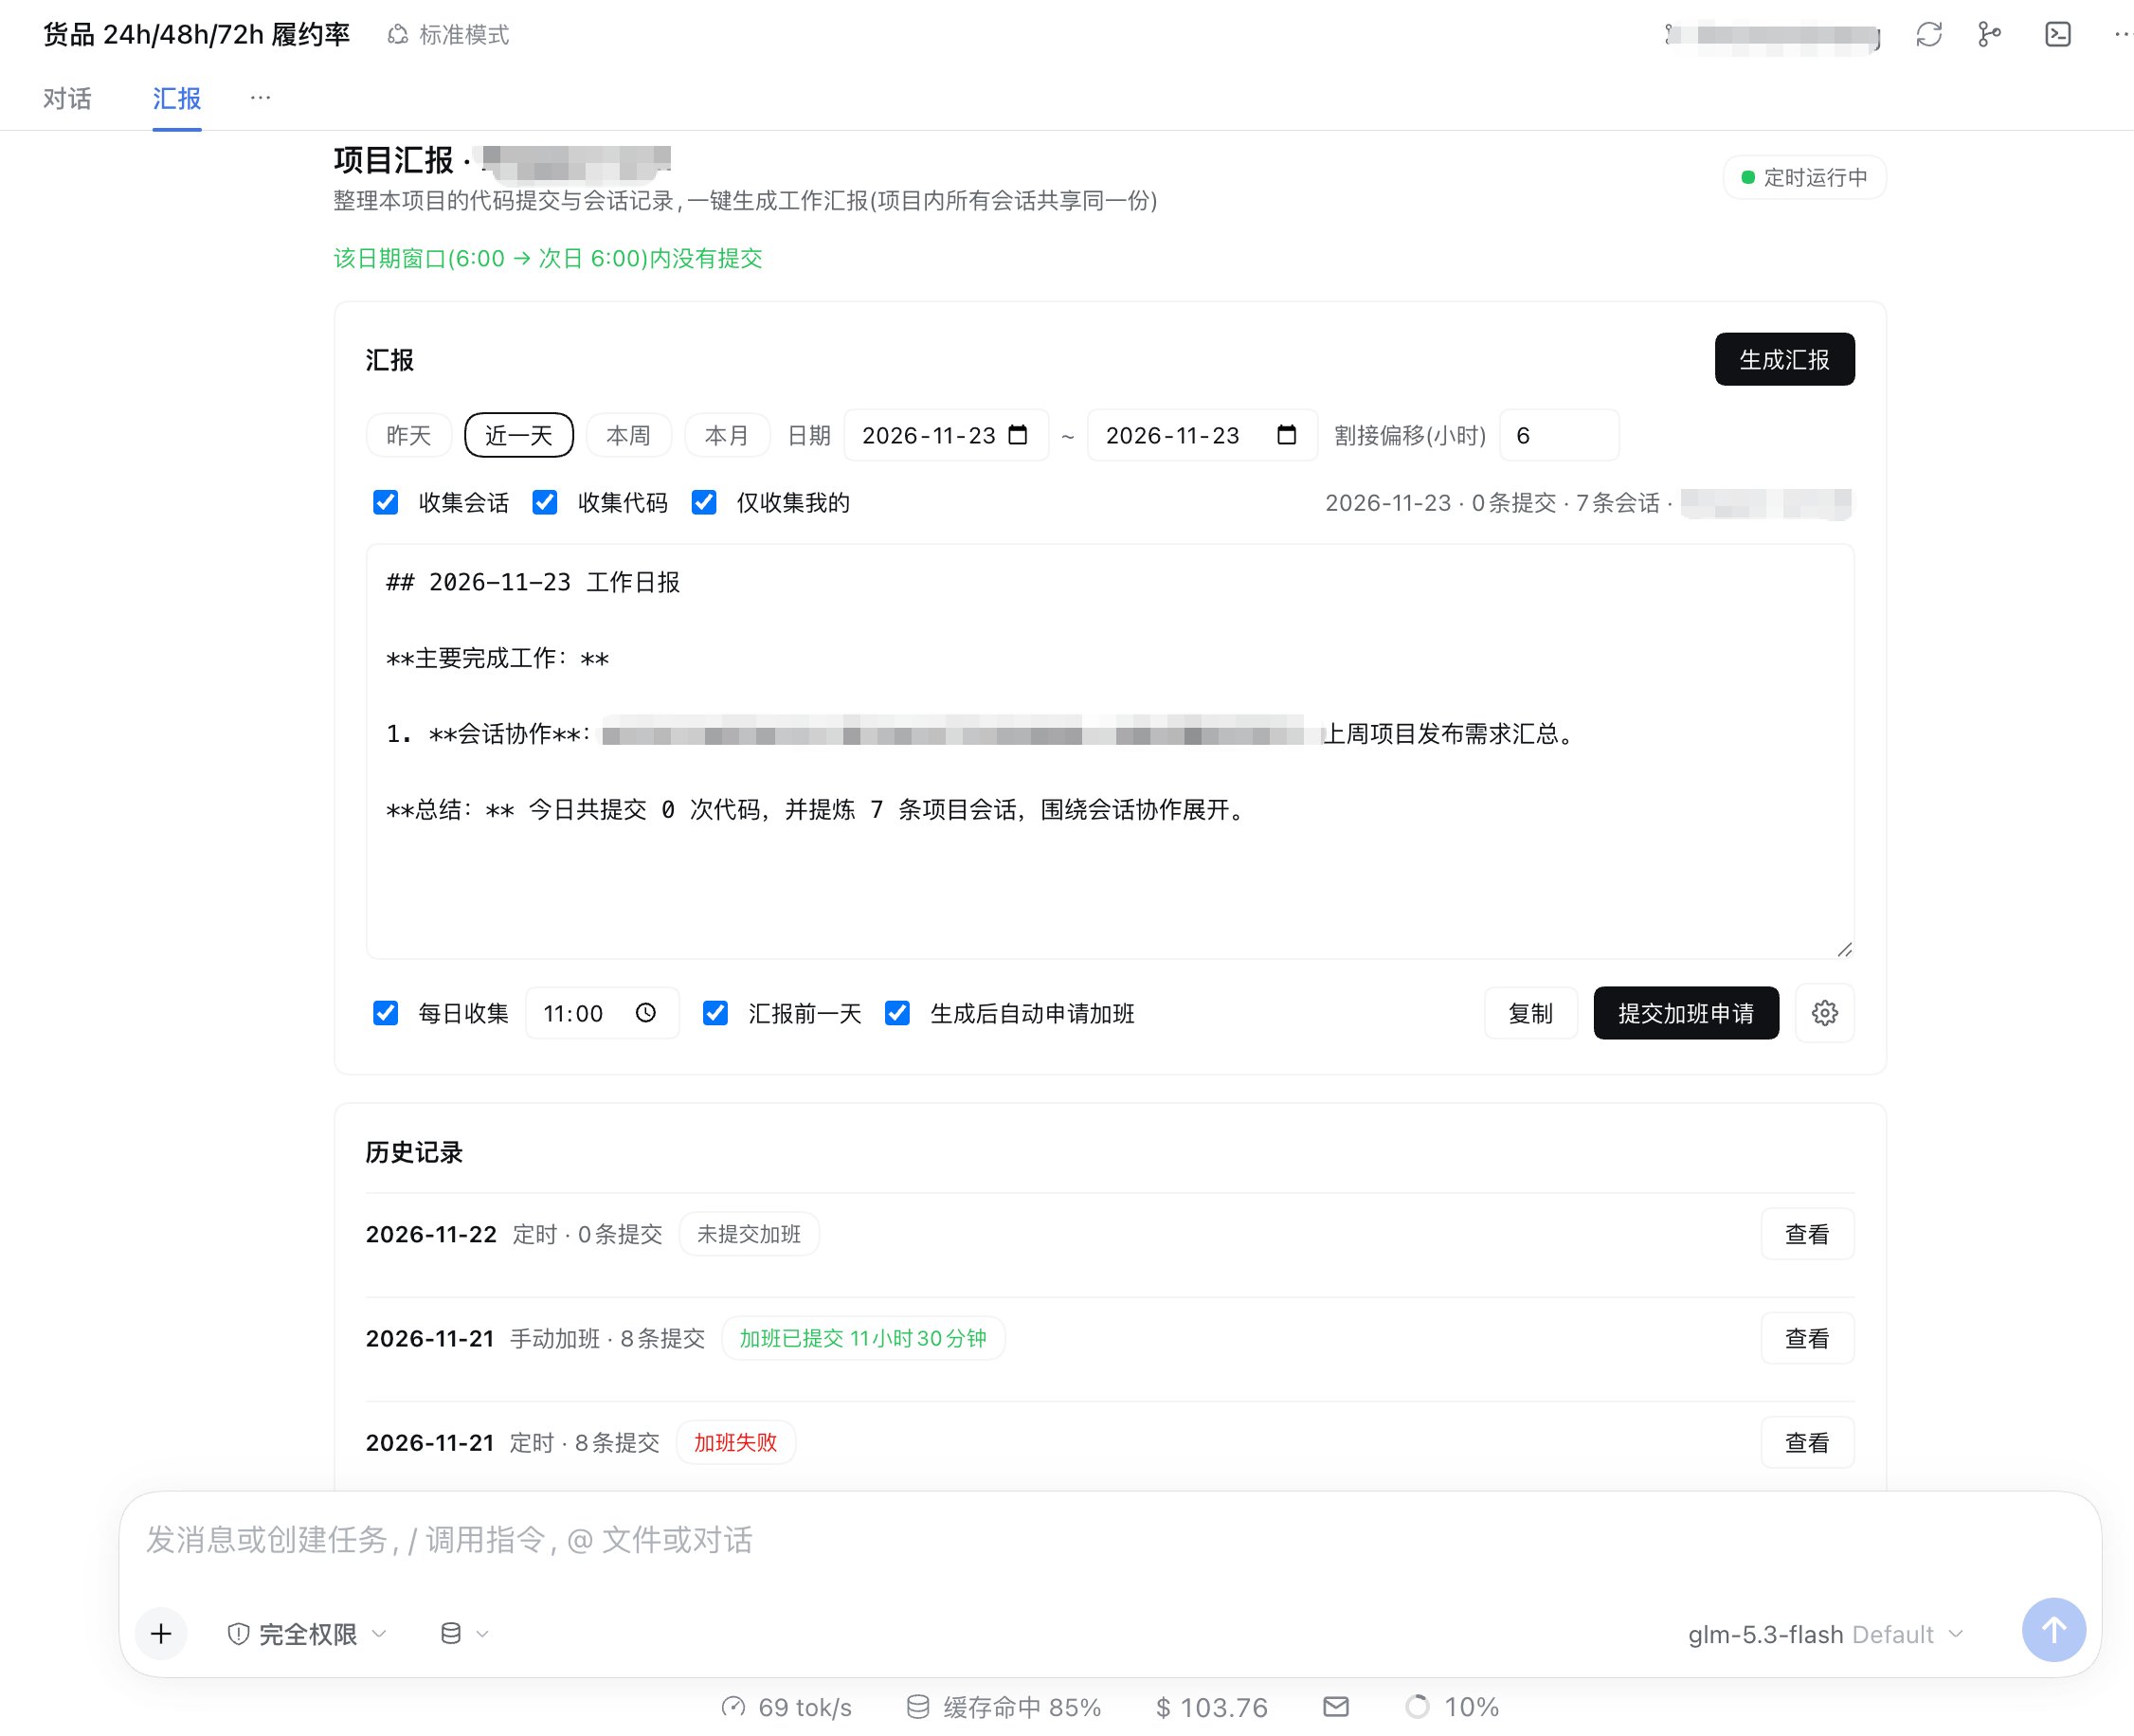 货品 24h/48h/72h 履约率 标准模式
对话 汇报 ···
项目汇报 ·
整理本项目的代码提交与会话记录,一键生成工作汇报(项目内所有会话共享同一份)
定时运行中
该日期窗口(6:00 → 次日 6:00)内没有提交
汇报 生成汇报
昨天 近一天 本周 本月 日期 2026-11-23 ~ 2026-11-23 割接偏移(小时) 6
收集会话 收集代码 仅收集我的 2026-11-23 · 0 条提交 · 7 条会话 ·
## 2026-11-23 工作日报
**主要完成工作：**
1. **会话协作**： 上周项目发布需求汇总。
**总结：** 今日共提交 0 次代码，并提炼 7 条项目会话，围绕会话协作展开。
每日收集 11:00 汇报前一天 生成后自动申请加班 复制 提交加班申请
历史记录
2026-11-22 定时 · 0 条提交 未提交加班 查看
2026-11-21 手动加班 · 8 条提交 加班已提交 11 小时 30 分钟 查看
2026-11-21 定时 · 8 条提交 加班失败 查看
发消息或创建任务, / 调用指令, @ 文件或对话
完全权限 glm-5.3-flash Default
69 tok/s 缓存命中 85% $ 103.76 10%